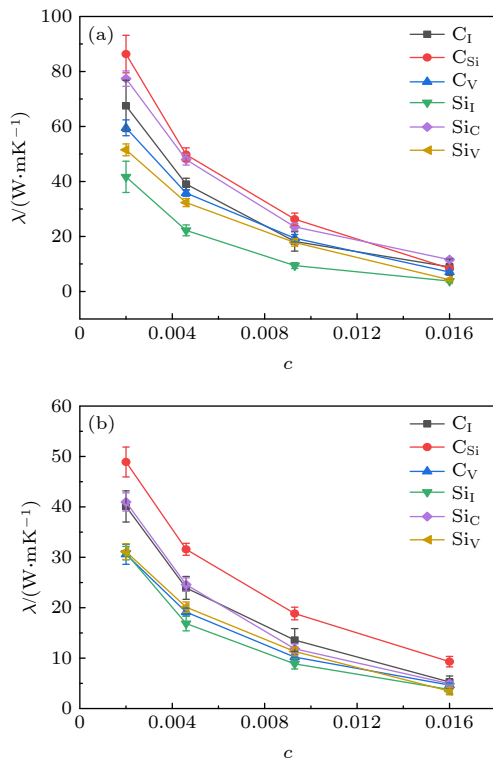 100
(a)
C_I
C_Si
80
C_V
Si_I
60
Si_C
Si_V
40
20
0
λ/(W·mK⁻¹)
0 0.004 0.008 0.012 0.016
c
60
(b)
C_I
C_Si
50
C_V
Si_I
40
Si_C
Si_V
30
20
10
0
λ/(W·mK⁻¹)
0 0.004 0.008 0.012 0.016
c